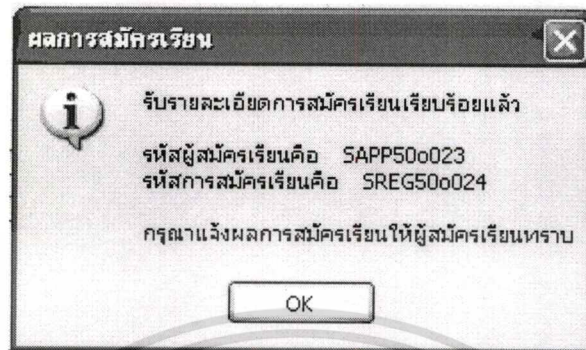 ผลการสมัครเรียน
รับรายละเอียดการสมัครเรียนเรียบร้อยแล้ว
รหัสผู้สมัครเรียนคือ SAPP50o023
รหัสการสมัครเรียนคือ SREG50o024
กรุณาแจ้งผลการสมัครเรียนให้ผู้สมัครเรียนทราบ
OK